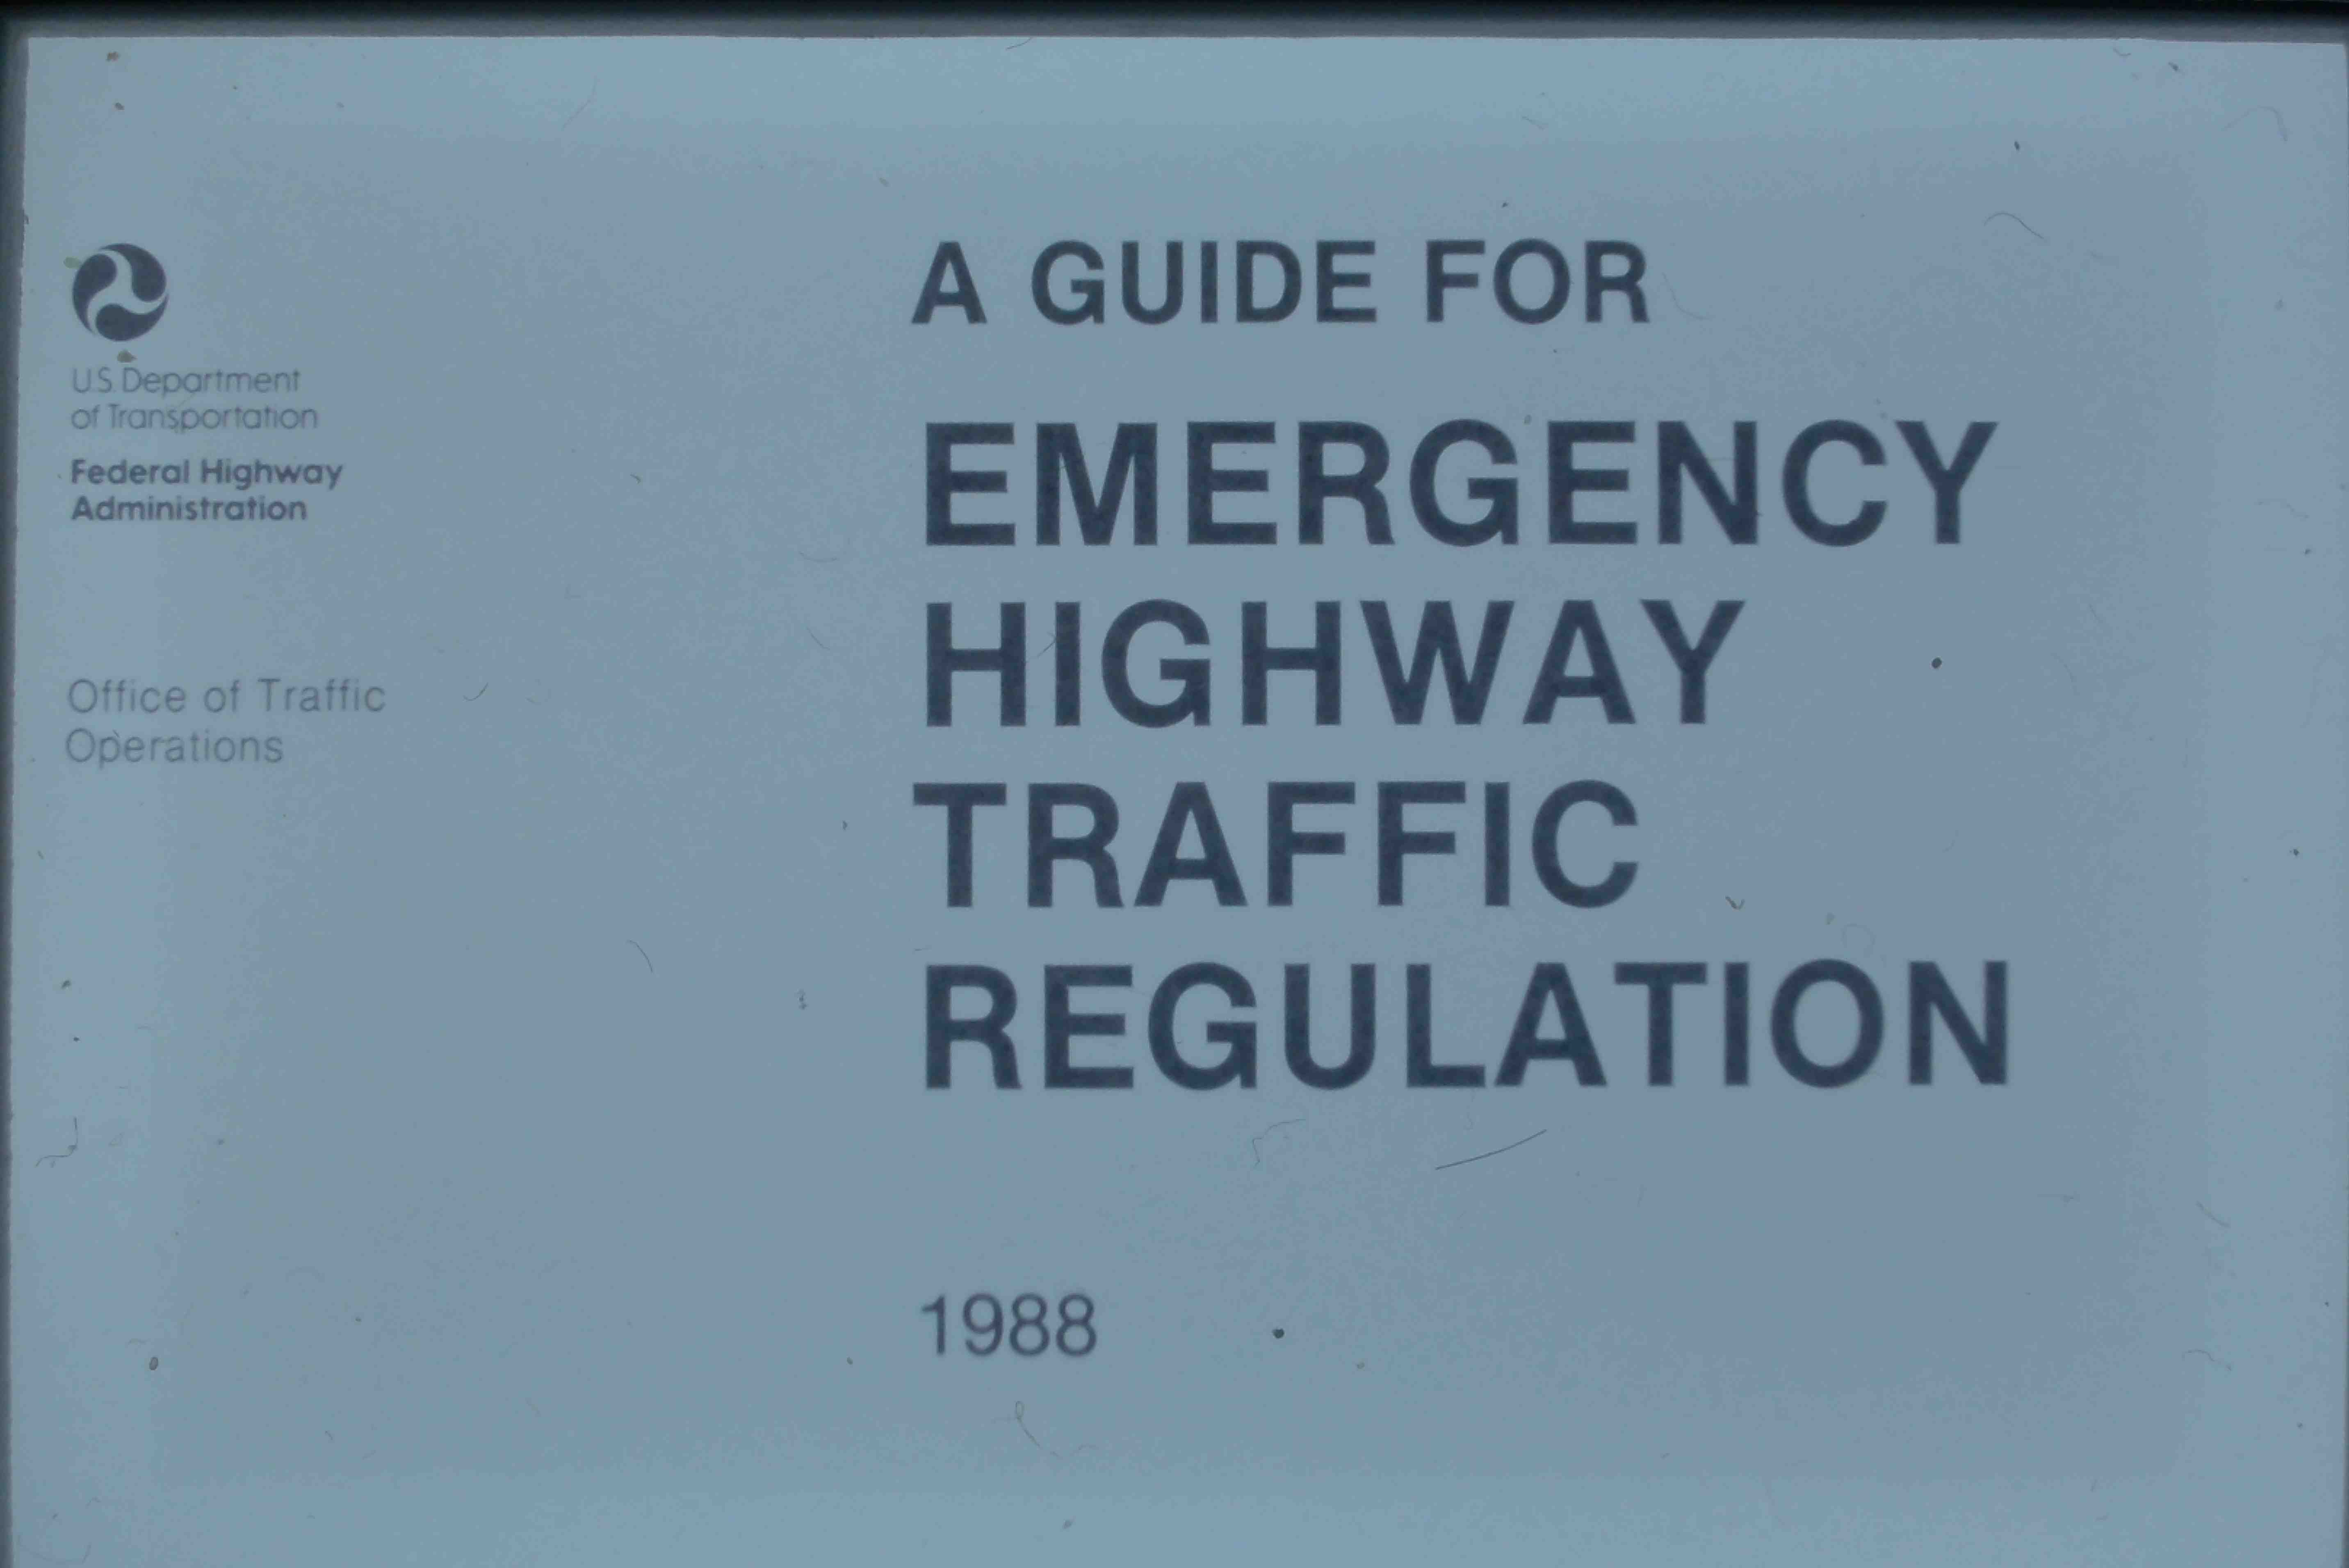 U.S. Department
of Transportation
Federal Highway
Administration
Office of Traffic
Operations
A GUIDE FOR
EMERGENCY
HIGHWAY
TRAFFIC
REGULATION
1988